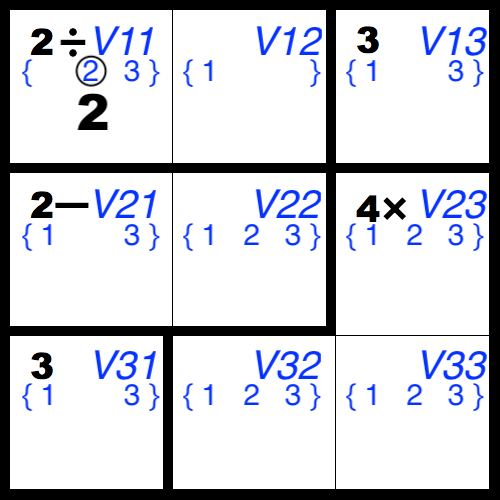 2÷ V11 V12 3 V13
{ 2 3 } { 1 } { 1 3 }
2
2− V21 V22 4× V23
{ 1 3 } { 1 2 3 } { 1 2 3 }
3 V31 V32 V33
{ 1 3 } { 1 2 3 } { 1 2 3 }